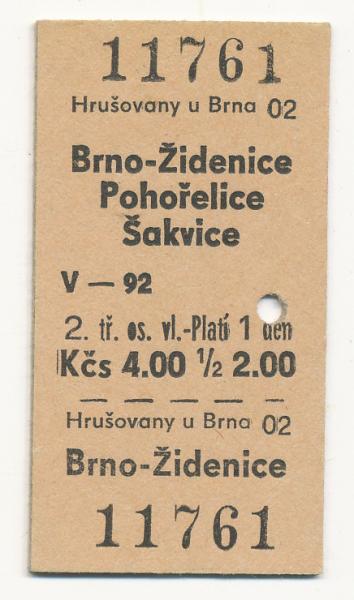 11761
Hrušovany u Brna 02
Brno-Židenice
Pohořelice
Šakvice
V — 92
2. tř. os. vl.-Platí 1 den
Kčs 4.00 ½ 2.00
Hrušovany u Brna 02
Brno-Židenice
11761